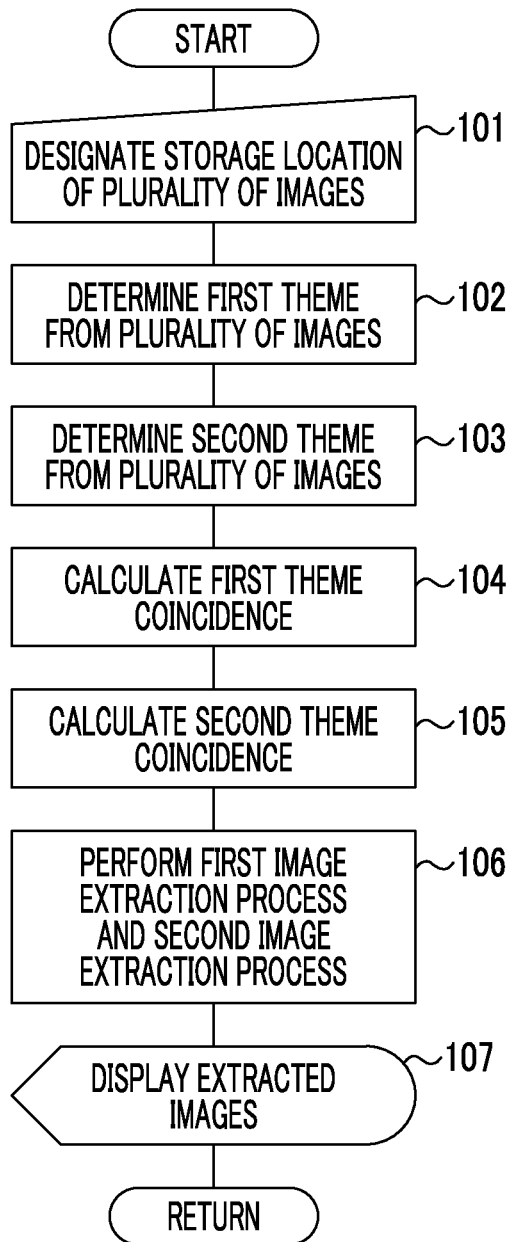 START
101
DESIGNATE STORAGE LOCATION
OF PLURALITY OF IMAGES
102
DETERMINE FIRST THEME
FROM PLURALITY OF IMAGES
103
DETERMINE SECOND THEME
FROM PLURALITY OF IMAGES
104
CALCULATE FIRST THEME
COINCIDENCE
105
CALCULATE SECOND THEME
COINCIDENCE
106
PERFORM FIRST IMAGE
EXTRACTION PROCESS
AND SECOND IMAGE
EXTRACTION PROCESS
107
DISPLAY EXTRACTED
IMAGES
RETURN